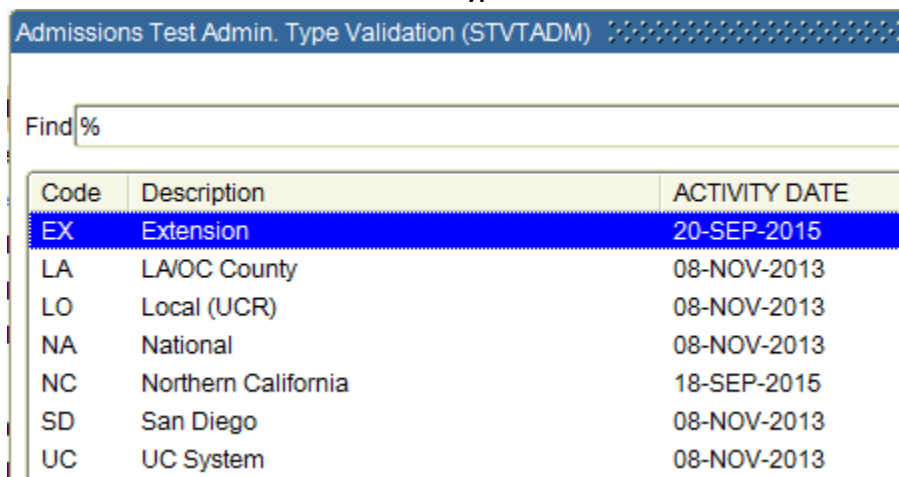 Admissions Test Admin. Type Validation (STVTADM)
Find %
Code Description ACTIVITY DATE
EX Extension 20-SEP-2015
LA LA/OC County 08-NOV-2013
LO Local (UCR) 08-NOV-2013
NA National 08-NOV-2013
NC Northern California 18-SEP-2015
SD San Diego 08-NOV-2013
UC UC System 08-NOV-2013